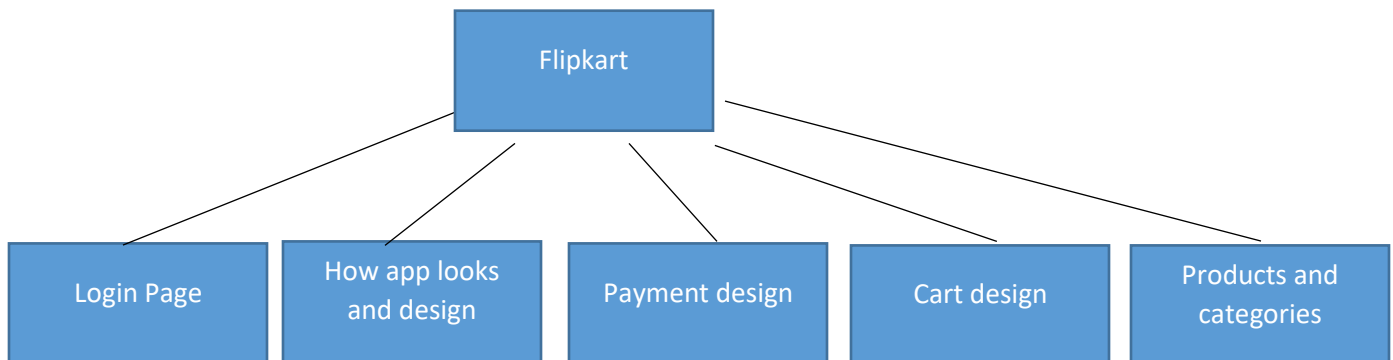 Flipkart
Login Page
How app looks
and design
Payment design
Cart design
Products and
categories